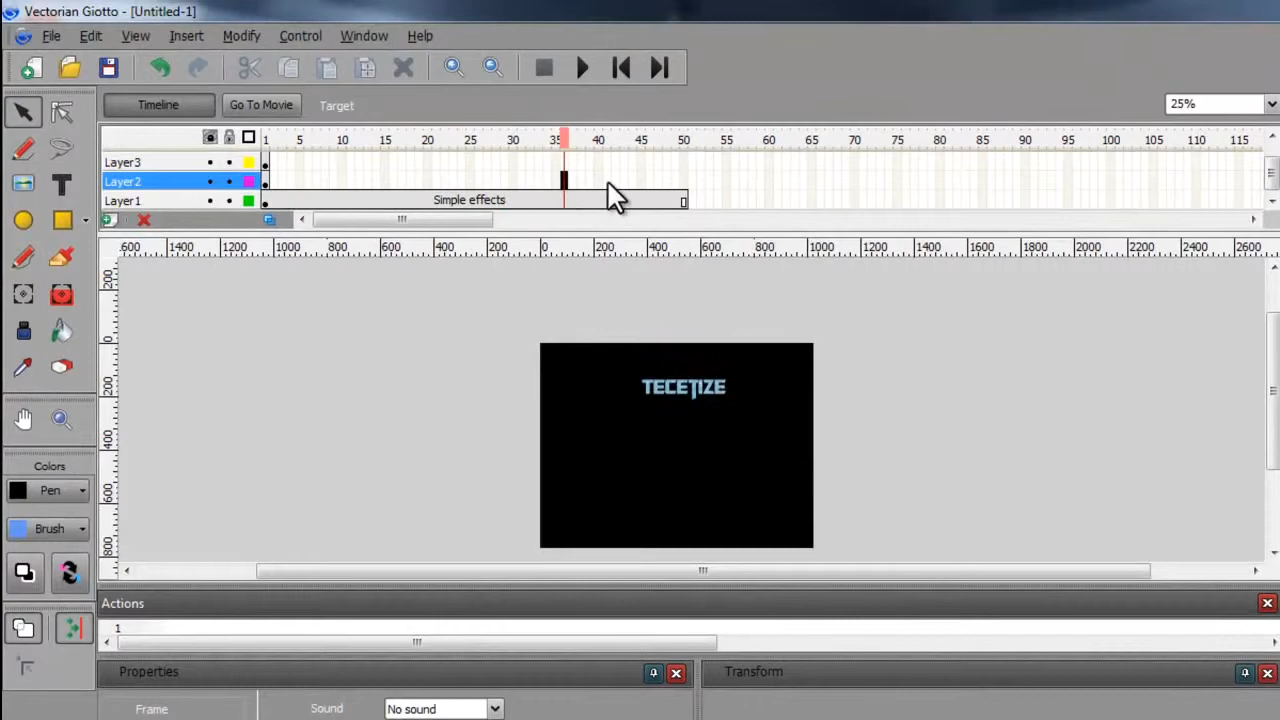 Vectorian Giotto - [Untitled-1]
File Edit View Insert Modify Control Window Help
Timeline Go To Movie Target 25%
1 5 10 15 20 25 30 35 40 45 50 55 60 65 70 75 80 85 90 95 100 105 110 115
Layer3
Layer2
Layer1 Simple effects
600 1400 1200 1000 800 600 400 200 0 200 400 600 800 1000 1200 1400 1600 1800 2000 2200 2400 2600
200
0
200
400
600
800
TECETIZE
Colors
Pen
Brush
Actions
1
Properties Transform
Frame Sound No sound